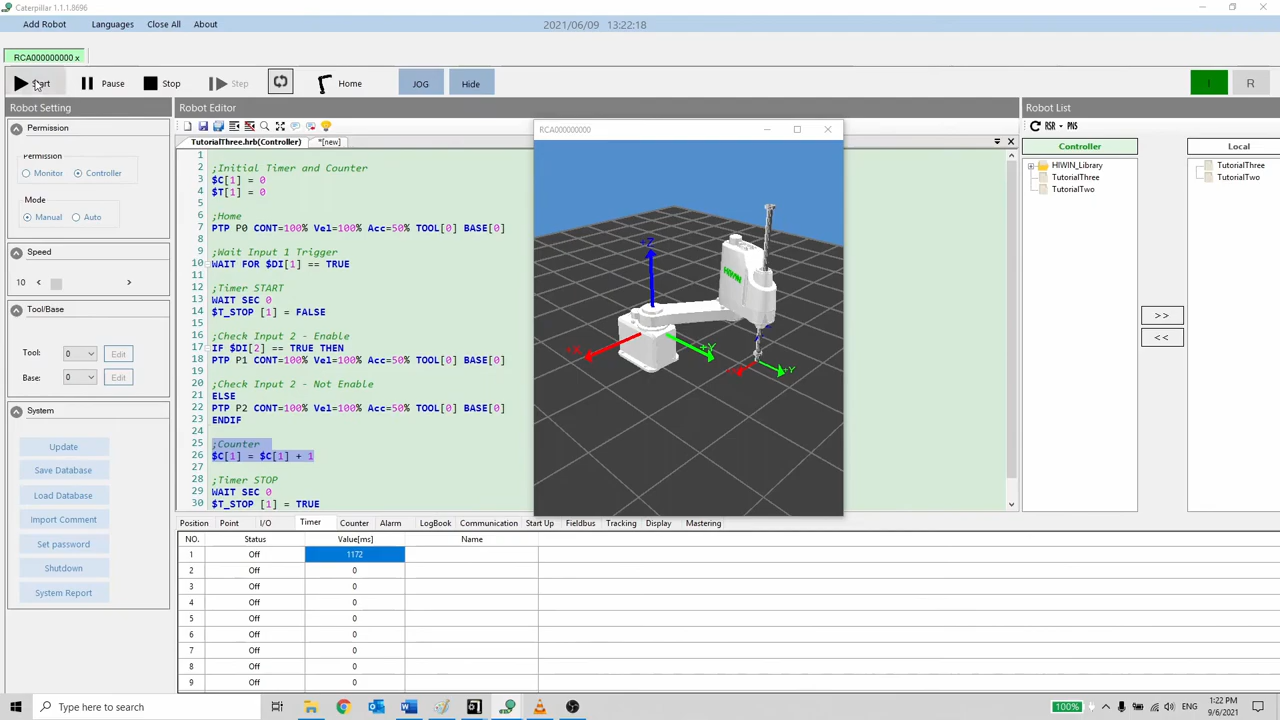 Caterpillar 1.1.1.8696
Add Robot Languages Close All About
2021/06/09 13:22:18
RCA000000000 x
Start Pause Stop Step Home JOG Hide I R
Robot Setting
Permission
Permission
Monitor Controller
Mode
Manual Auto
Speed
10 < >
Tool/Base
Tool: 0 Edit
Base: 0 Edit
System
Update
Save Database
Load Database
Import Comment
Set password
Shutdown
System Report
Robot Editor
TutorialThree.hrb(Controller) *[new]
1
2 ;Initial Timer and Counter
3 $C[1] = 0
4 $T[1] = 0
5
6 ;Home
7 PTP P0 CONT=100% Vel=100% Acc=50% TOOL[0] BASE[0]
8
9 ;Wait Input 1 Trigger
10 WAIT FOR $DI[1] == TRUE
11
12 ;Timer START
13 WAIT SEC 0
14 $T_STOP [1] = FALSE
15
16 ;Check Input 2 - Enable
17 IF $DI[2] == TRUE THEN
18 PTP P1 CONT=100% Vel=100% Acc=50% TOOL[0] BASE[0]
19
20 ;Check Input 2 - Not Enable
21 ELSE
22 PTP P2 CONT=100% Vel=100% Acc=50% TOOL[0] BASE[0]
23 ENDIF
24
25 ;Counter
26 $C[1] = $C[1] + 1
27
28 ;Timer STOP
29 WAIT SEC 0
30 $T_STOP [1] = TRUE
RCA000000000
+Z
HIWIN
+X +Y
+Y
Robot List
RSR PNS
Controller
HIWIN_Library
TutorialThree
TutorialTwo
>>
<<
Local
TutorialThree
TutorialTwo
Position Point I/O Timer Counter Alarm LogBook Communication Start Up Fieldbus Tracking Display Mastering
NO. Status Value[ms] Name
1 Off 1172
2 Off 0
3 Off 0
4 Off 0
5 Off 0
6 Off 0
7 Off 0
8 Off 0
9 Off 0
Type here to search
100%
ENG
1:22 PM
9/6/2021